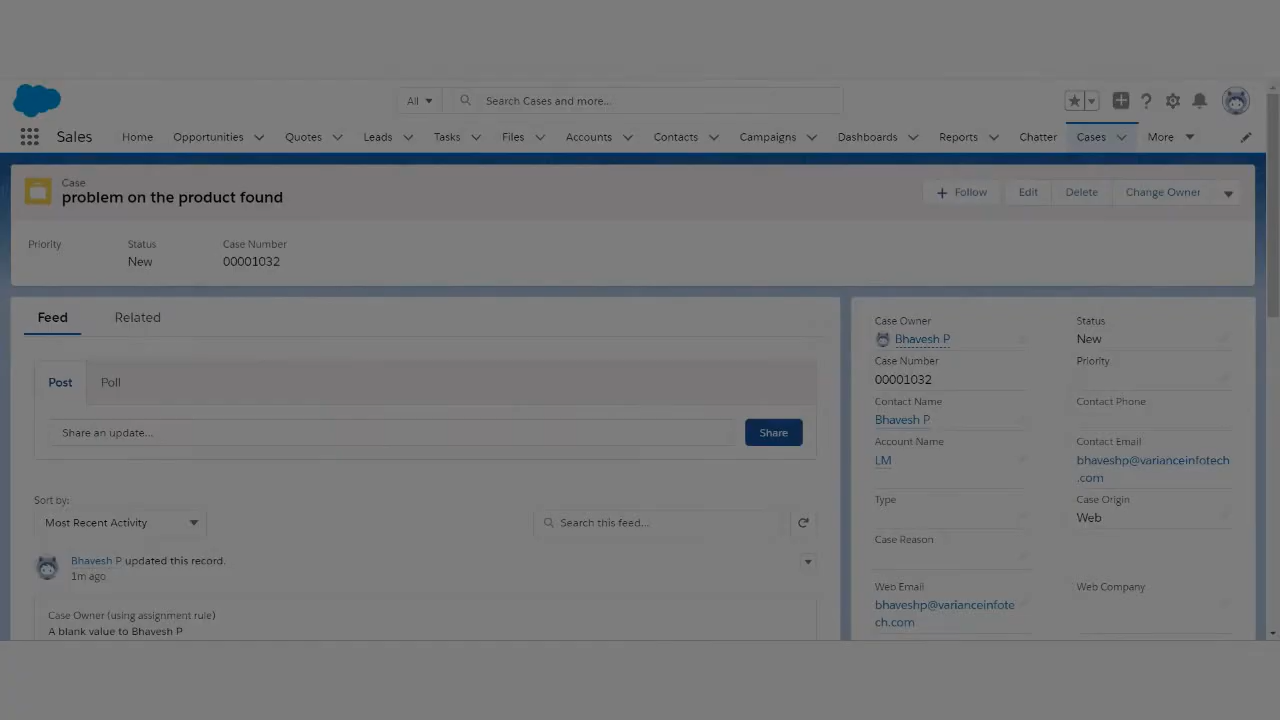 All
Search Cases and more...
Sales
Home Opportunities Quotes Leads Tasks Files Accounts Contacts Campaigns Dashboards Reports Chatter Cases More
Case
problem on the product found
Follow Edit Delete Change Owner
Priority Status Case Number
New 00001032
Feed Related
Post Poll
Share an update... Share
Sort by:
Most Recent Activity Search this feed...
Bhavesh P updated this record.
1m ago
Case Owner (using assignment rule)
A blank value to Bhavesh P
Case Owner Status
Bhavesh P New
Case Number Priority
00001032
Contact Name Contact Phone
Bhavesh P
Account Name Contact Email
LM bhaveshp@varianceinfotech
.com
Type Case Origin
Web
Case Reason
Web Email Web Company
bhaveshp@varianceinfote
ch.com